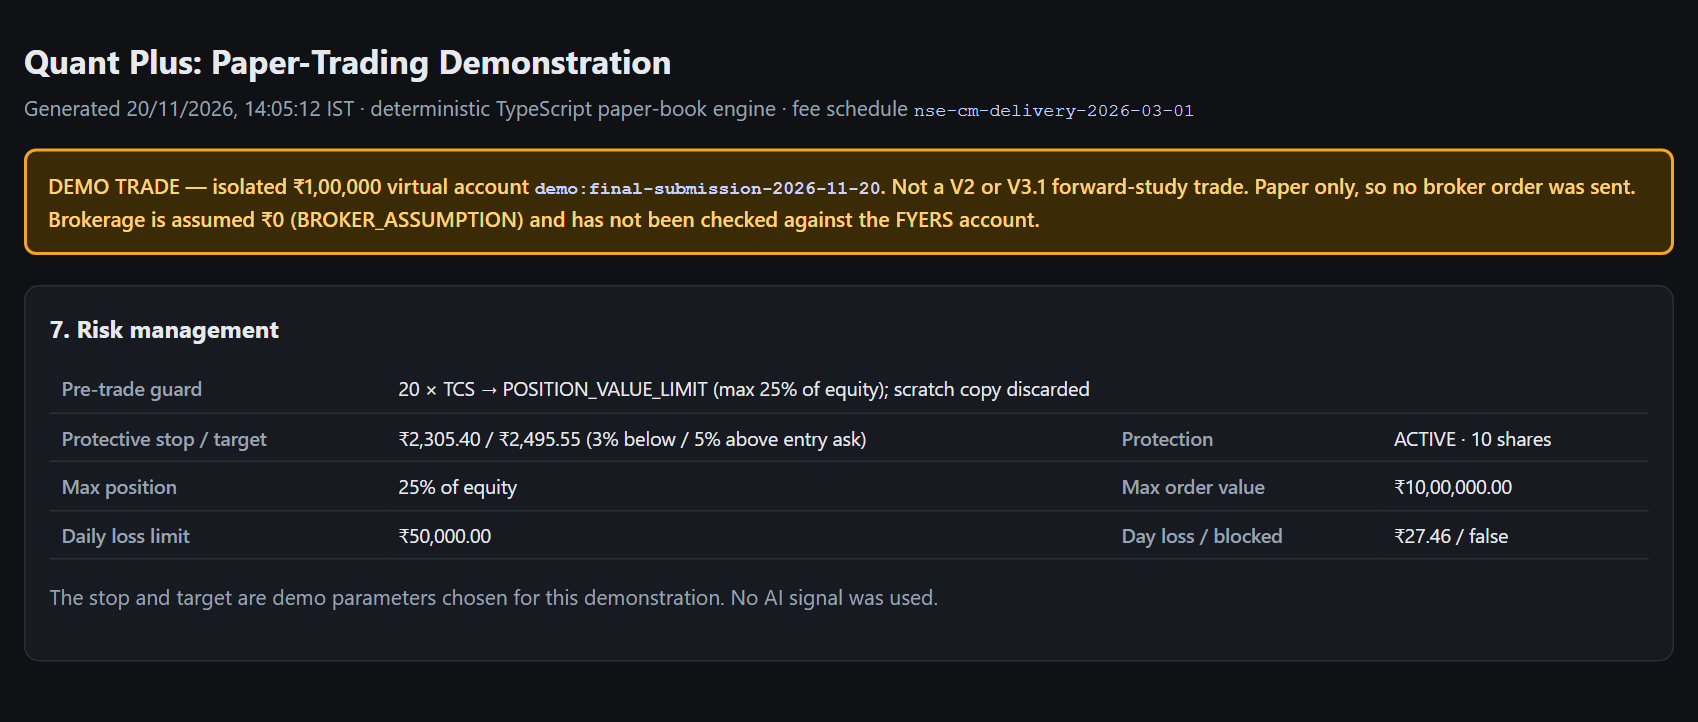 Quant Plus: Paper-Trading Demonstration
Generated 20/11/2026, 14:05:12 IST · deterministic TypeScript paper-book engine · fee schedule nse-cm-delivery-2026-03-01
DEMO TRADE — isolated ₹1,00,000 virtual account demo:final-submission-2026-11-20. Not a V2 or V3.1 forward-study trade. Paper only, so no broker order was sent.
Brokerage is assumed ₹0 (BROKER_ASSUMPTION) and has not been checked against the FYERS account.
7. Risk management
Pre-trade guard 20 × TCS → POSITION_VALUE_LIMIT (max 25% of equity); scratch copy discarded
Protective stop / target ₹2,305.40 / ₹2,495.55 (3% below / 5% above entry ask) Protection ACTIVE · 10 shares
Max position 25% of equity Max order value ₹10,00,000.00
Daily loss limit ₹50,000.00 Day loss / blocked ₹27.46 / false
The stop and target are demo parameters chosen for this demonstration. No AI signal was used.